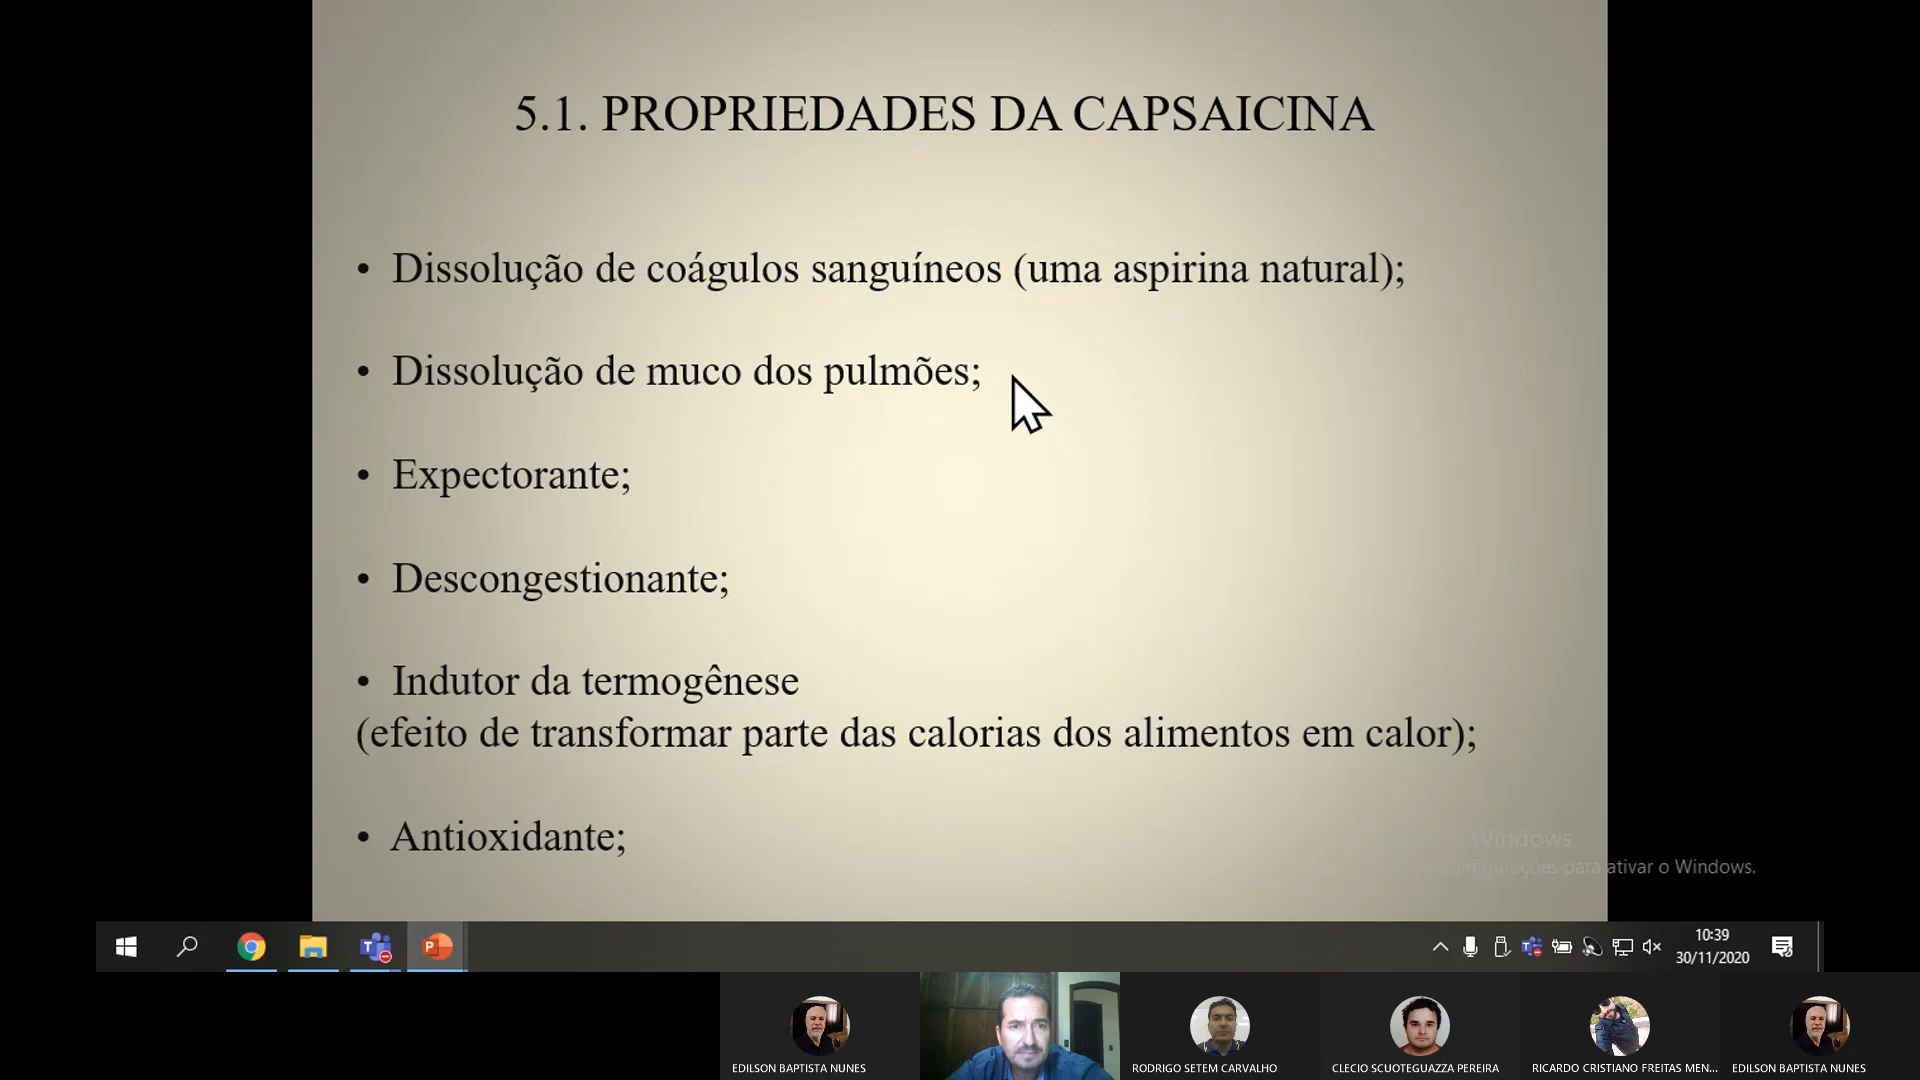 5.1. PROPRIEDADES DA CAPSAICINA
• Dissolução de coágulos sanguíneos (uma aspirina natural);
• Dissolução de muco dos pulmões;
• Expectorante;
• Descongestionante;
• Indutor da termogênese
(efeito de transformar parte das calorias dos alimentos em calor);
• Antioxidante;
o Windows
Configurações para ativar o Windows.
10:39
30/11/2020
EDILSON BAPTISTA NUNES
RODRIGO SETEM CARVALHO
CLECIO SCUOTEGUAZZA PEREIRA
RICARDO CRISTIANO FREITAS MEN...
EDILSON BAPTISTA NUNES